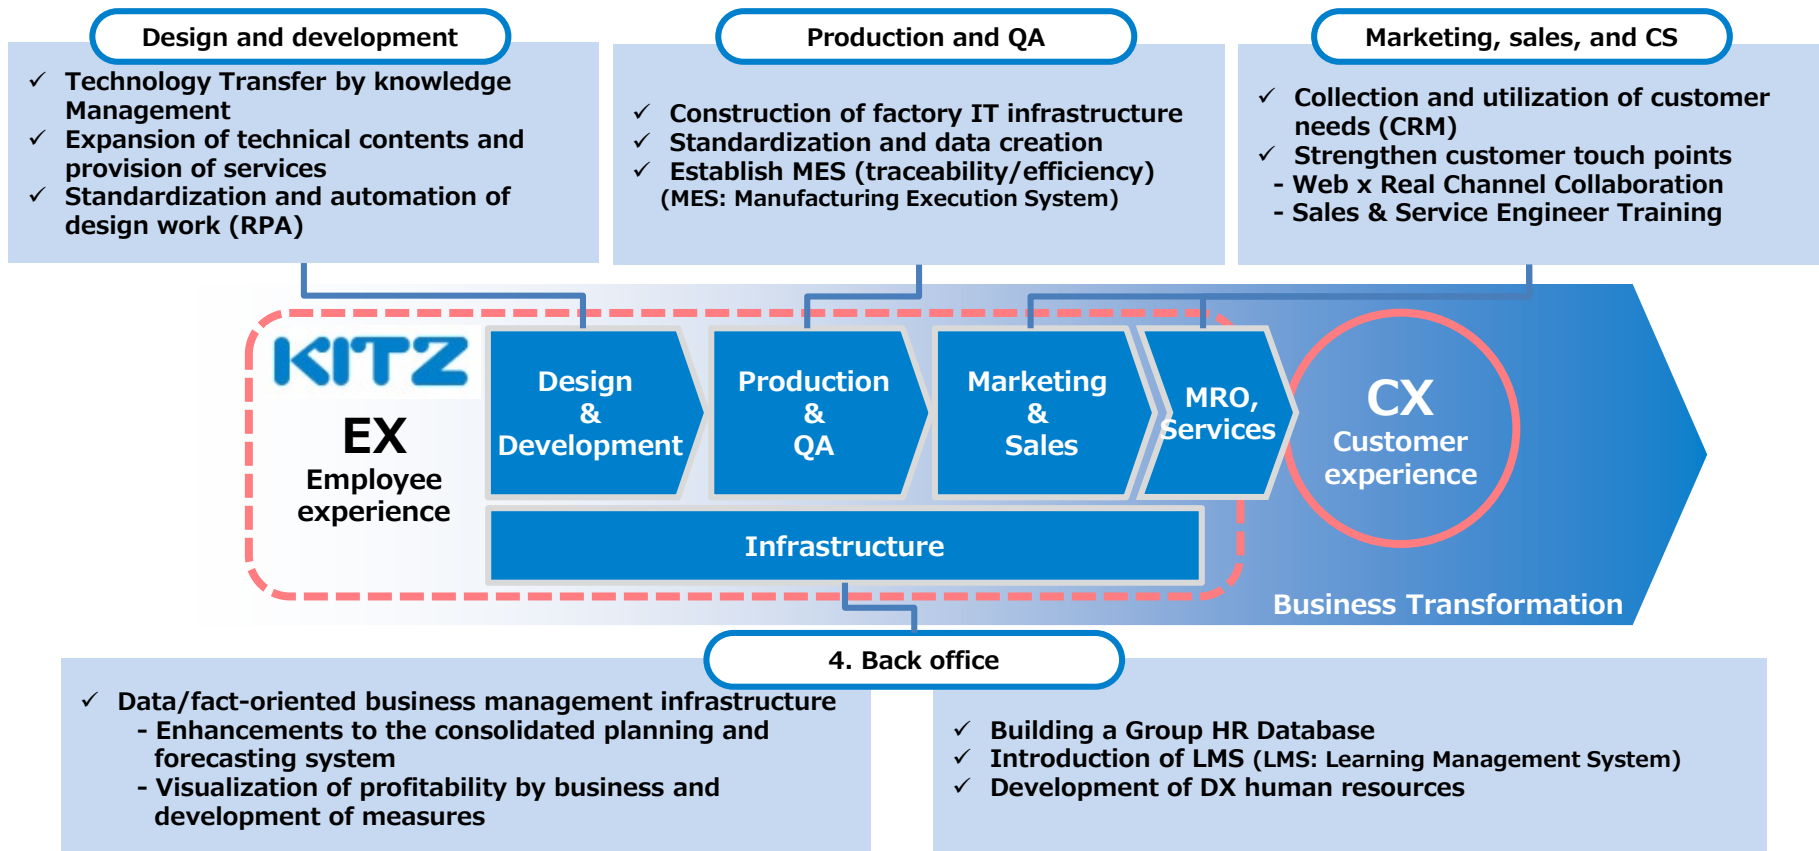 Design and development
✓ Technology Transfer by knowledge
Management
✓ Expansion of technical contents and
provision of services
✓ Standardization and automation of
design work (RPA)
Production and QA
✓ Construction of factory IT infrastructure
✓ Standardization and data creation
✓ Establish MES (traceability/efficiency)
(MES: Manufacturing Execution System)
Marketing, sales, and CS
✓ Collection and utilization of customer
needs (CRM)
✓ Strengthen customer touch points
- Web x Real Channel Collaboration
- Sales & Service Engineer Training
KITZ
EX
Employee
experience
Design
&
Development
Production
&
QA
Marketing
&
Sales
MRO,
Services
CX
Customer
experience
Infrastructure
Business Transformation
4. Back office
✓ Data/fact-oriented business management infrastructure
- Enhancements to the consolidated planning and
forecasting system
- Visualization of profitability by business and
development of measures
✓ Building a Group HR Database
✓ Introduction of LMS (LMS: Learning Management System)
✓ Development of DX human resources